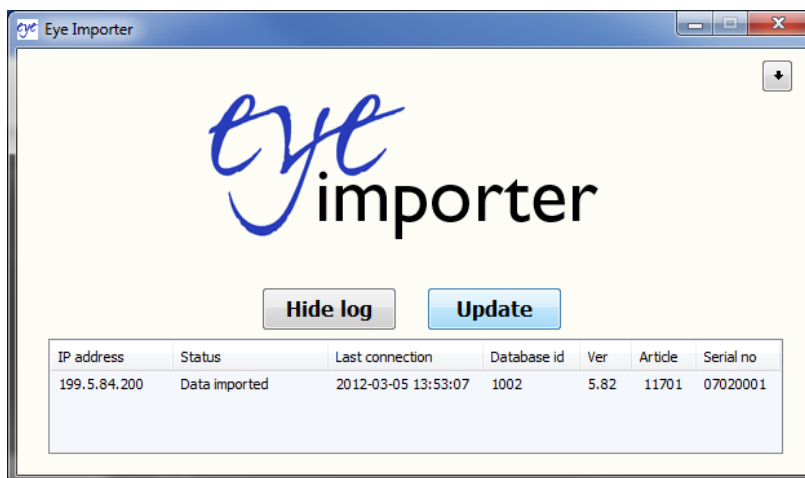 eye Eye Importer
eye
importer
Hide log Update
IP address Status Last connection Database id Ver Article Serial no
199.5.84.200 Data imported 2012-03-05 13:53:07 1002 5.82 11701 07020001